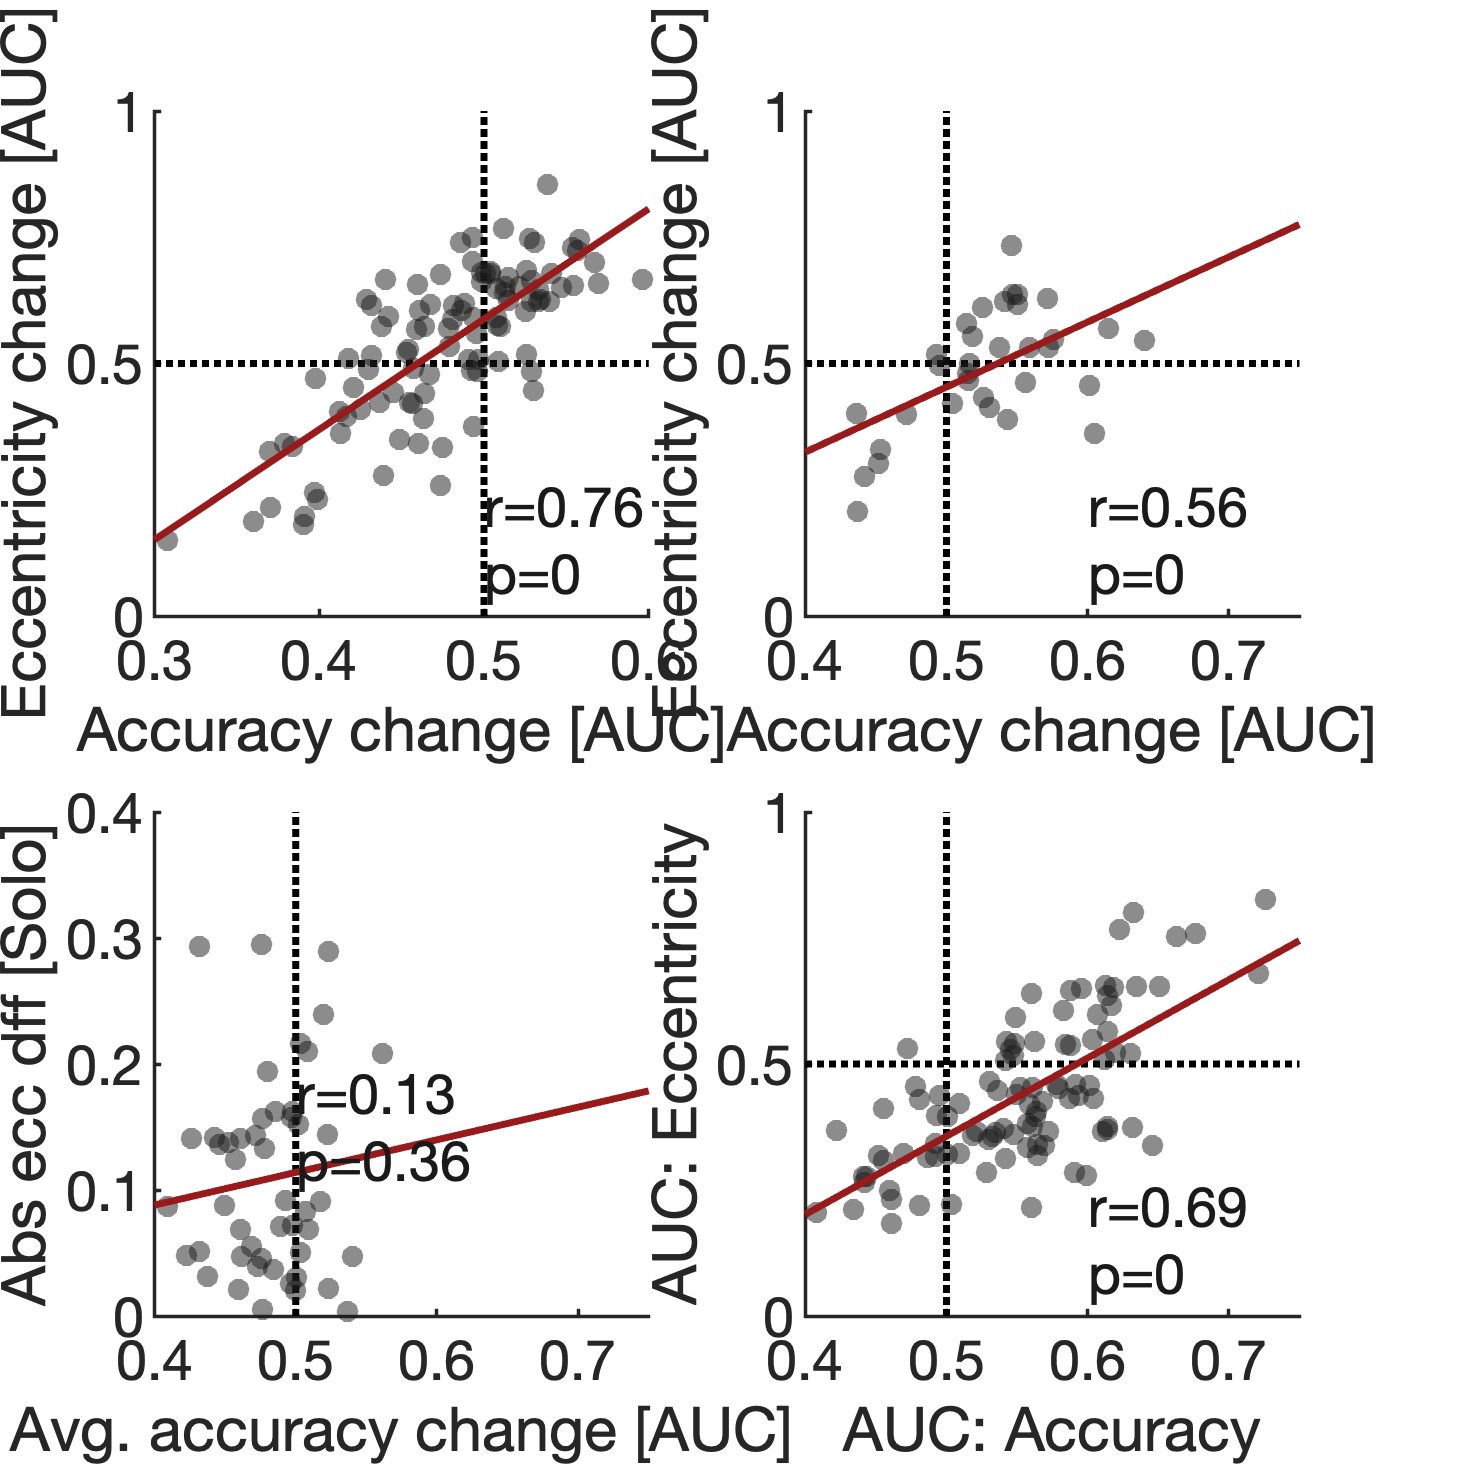 Eccentricity change [AUC]
1
0.5
0
0.3 0.4 0.5 0.6
Accuracy change [AUC]
r=0.76
p=0
Eccentricity change [AUC]
1
0.5
0
0.4 0.5 0.6 0.7
Accuracy change [AUC]
r=0.56
p=0
Abs ecc dff [Solo]
0.4
0.3
0.2
0.1
0
0.4 0.5 0.6 0.7
Avg. accuracy change [AUC]
r=0.13
p=0.36
AUC: Eccentricity
1
0.5
0
0.4 0.5 0.6 0.7
AUC: Accuracy
r=0.69
p=0